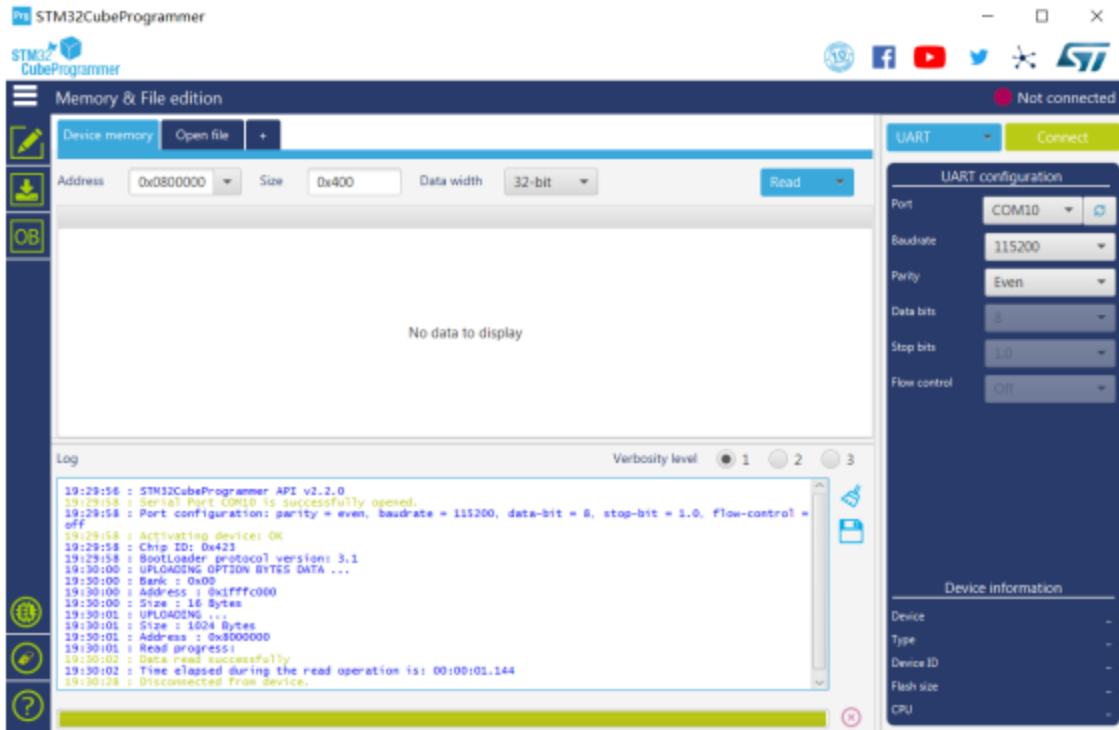 Prg STM32CubeProgrammer
STM32
CubeProgrammer
Memory & File edition
Not connected
Device memory
Open file
+
UART
Connect
Address
0x0800000
Size
0x400
Data width
32-bit
Read
UART configuration
Port
COM10
Baudrate
115200
Parity
Even
Data bits
8
Stop bits
1.0
Flow control
Off
OB
No data to display
Log
Verbosity level
1
2
3
19:29:56 : STM32CubeProgrammer API v2.2.0
19:29:58 : Serial Port COM10 is successfully opened.
19:29:58 : Port configuration: parity = even, baudrate = 115200, data-bit = 8, stop-bit = 1.0, flow-control =
off
19:29:58 : Activating device: OK
19:29:58 : Chip ID: 0x423
19:29:58 : BootLoader protocol version: 3.1
19:30:00 : UPLOADING OPTION BYTES DATA ...
19:30:00 : Bank : 0x00
19:30:00 : Address : 0x1fffc000
19:30:00 : Size : 16 Bytes
19:30:01 : UPLOADING ...
19:30:01 : Size : 1024 Bytes
19:30:01 : Address : 0x8000000
19:30:01 : Read progress:
19:30:02 : Data read successfully
19:30:02 : Time elapsed during the read operation is: 00:00:01.144
19:30:28 : Disconnected from device.
Device information
Device -
Type -
Device ID -
Flash size -
CPU -